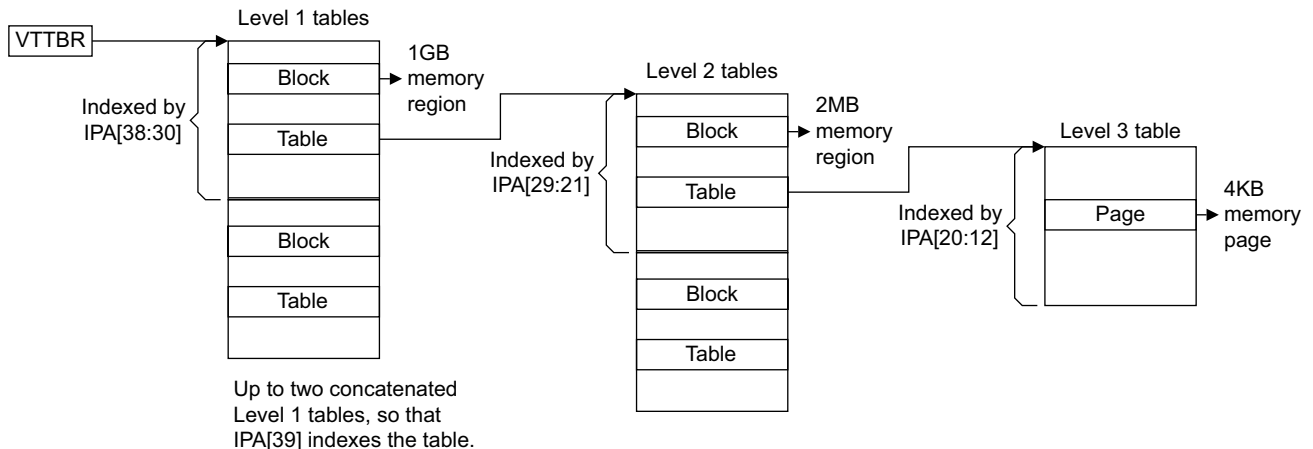 VTTBR
Level 1 tables
Indexed by
IPA[38:30]
Block
1GB
memory
region
Table
Block
Table
Up to two concatenated
Level 1 tables, so that
IPA[39] indexes the table.
Level 2 tables
Indexed by
IPA[29:21]
Block
2MB
memory
region
Table
Block
Table
Level 3 table
Indexed by
IPA[20:12]
Page
4KB
memory
page